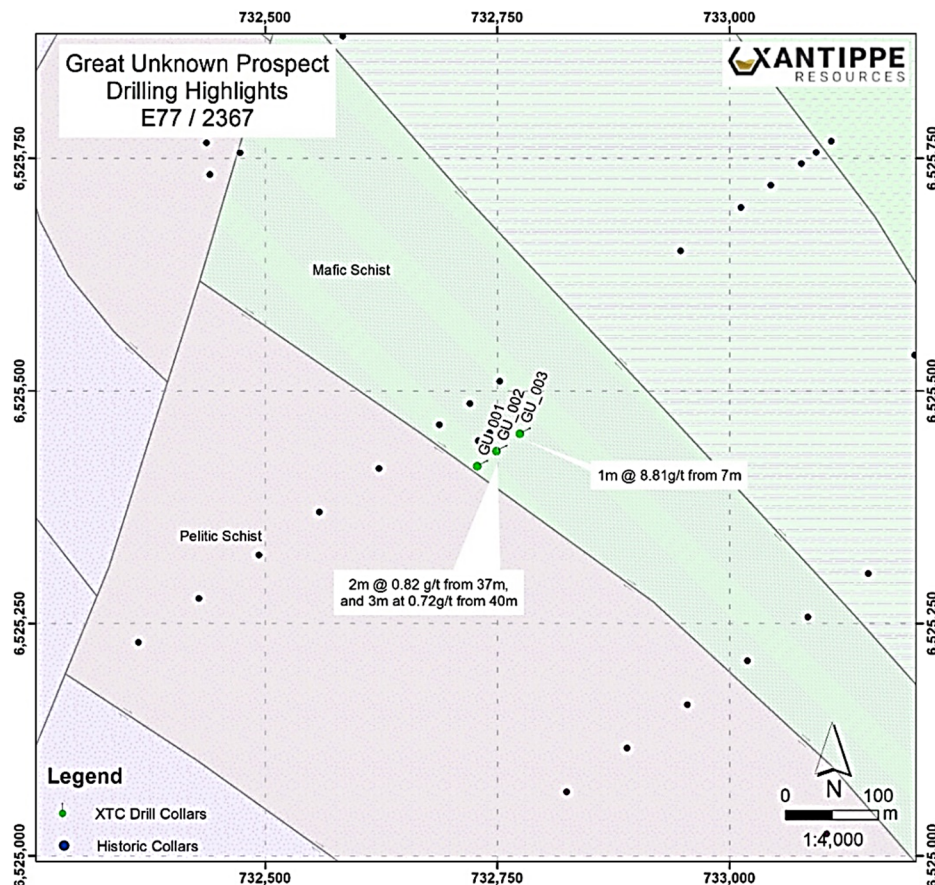 732,500
732,750
733,000
Great Unknown Prospect
Drilling Highlights
E77 / 2367
XANTIPPE
RESOURCES
6,525,750
6,525,750
Mafic Schist
6,525,500
6,525,500
GU_001
GU_002
GU_003
1m @ 8.81g/t from 7m
Pelitic Schist
2m @ 0.82 g/t from 37m,
and 3m at 0.72g/t from 40m
6,525,250
6,525,250
Legend
XTC Drill Collars
Historic Collars
N
0
100
m
1:4,000
6,525,000
6,525,000
732,500
732,750
733,000